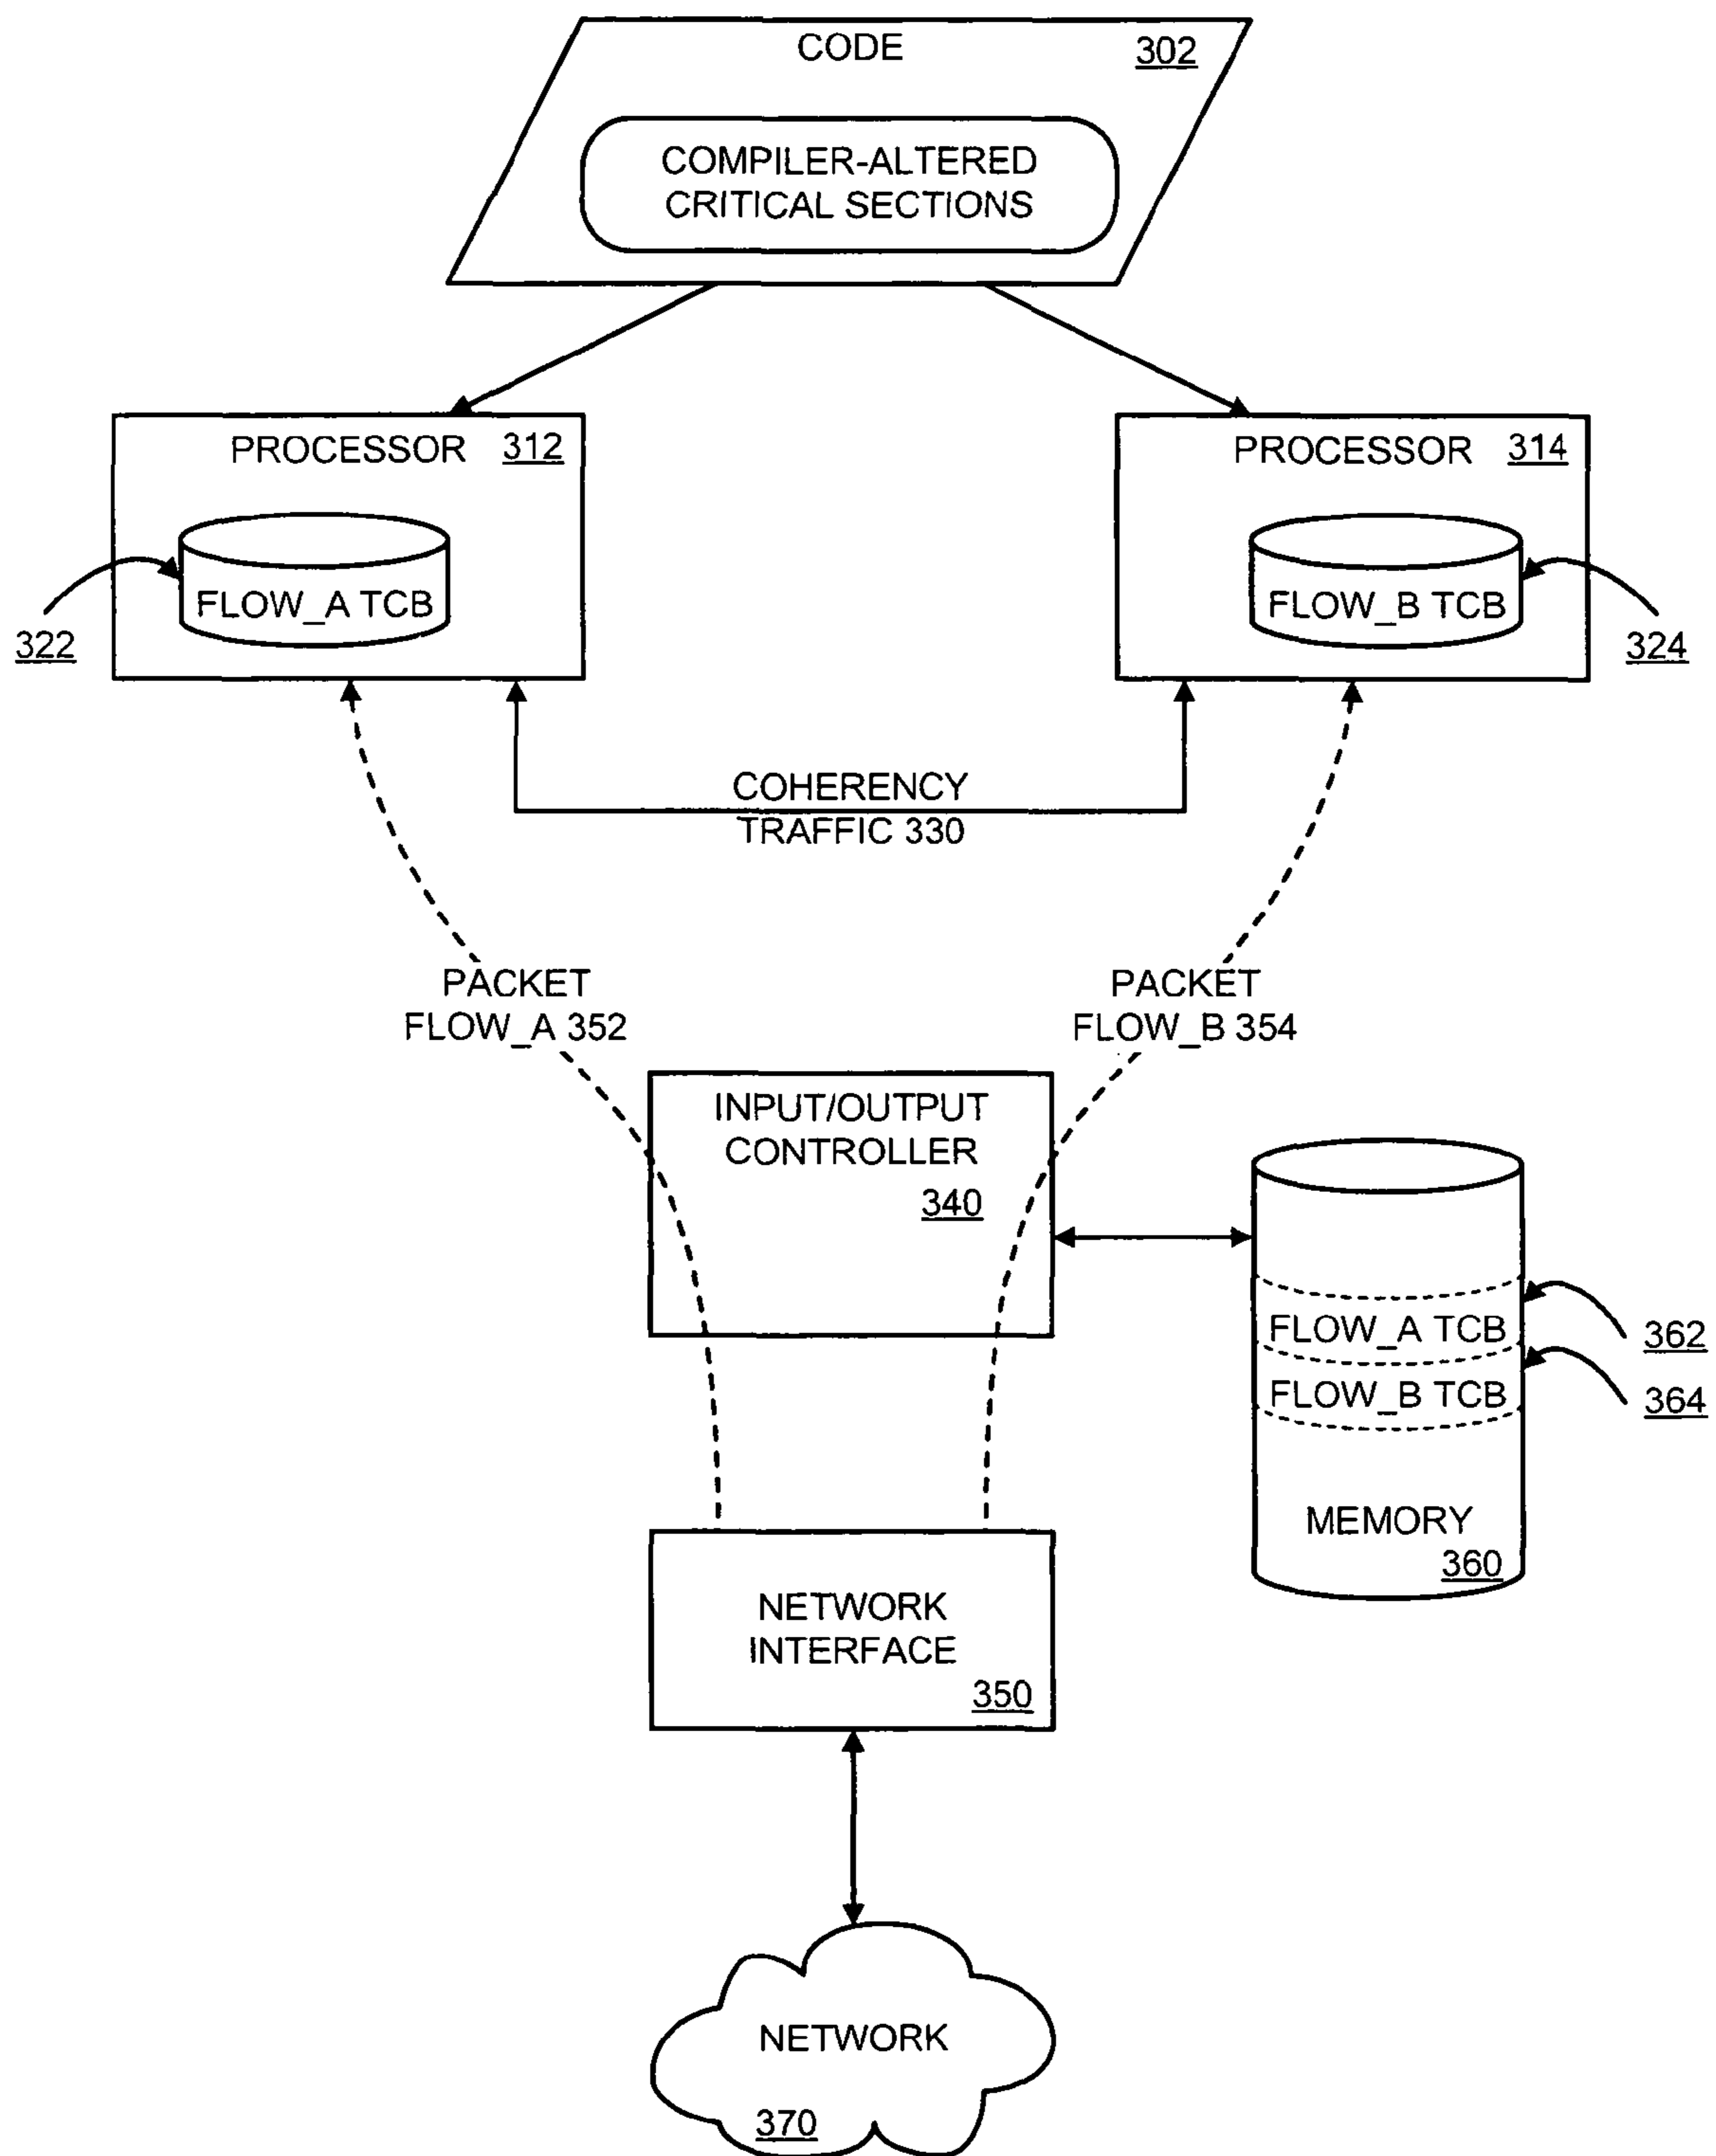 CODE 302
COMPILER-ALTERED
CRITICAL SECTIONS
PROCESSOR 312
PROCESSOR 314
FLOW_A TCB
FLOW_B TCB
322
324
COHERENCY
TRAFFIC 330
PACKET
FLOW_A 352
PACKET
FLOW_B 354
INPUT/OUTPUT
CONTROLLER
340
FLOW_A TCB
362
FLOW_B TCB
364
MEMORY
360
NETWORK
INTERFACE
350
NETWORK
370